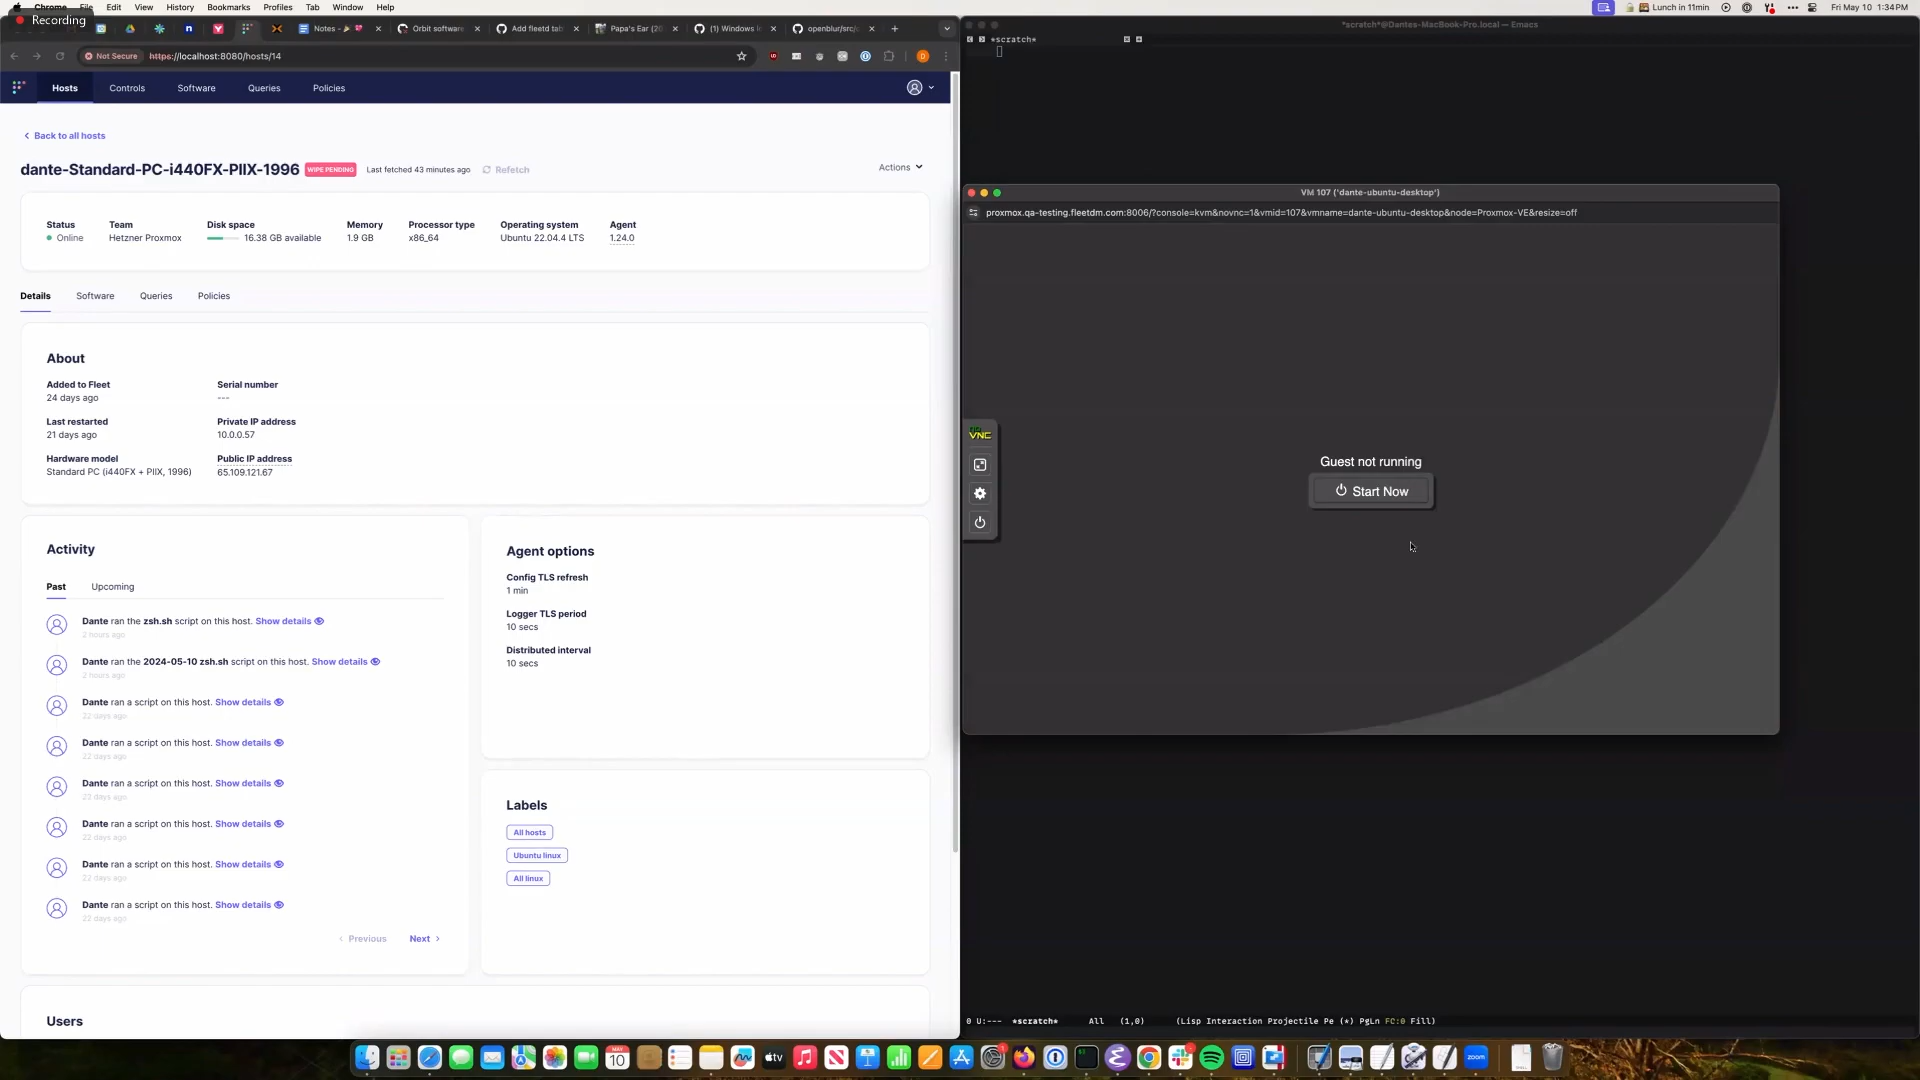 Chrome File Edit View History Bookmarks Profiles Tab Window Help
Lunch in 11min
Fri May 10 1:34PM
Recording
Notes -
Orbit software
Add fleetd tab
Papa's Ear (20
(1) Windows
openblur/src/
Not Secure
https://localhost:8080/hosts/14
Hosts Controls Software Queries Policies
Back to all hosts
dante-Standard-PC-i440FX-PIIX-1996
WIPE PENDING
Last fetched 43 minutes ago
Refetch
Actions
Status Team Disk space Memory Processor type Operating system Agent
Online Hetzner Proxmox 16.38 GB available 1.9 GB x86_64 Ubuntu 22.04.4 LTS 1.24.0
Details Software Queries Policies
About
Added to Fleet
24 days ago
Serial number
---
Last restarted
21 days ago
Private IP address
10.0.0.57
Hardware model
Standard PC (i440FX + PIIX, 1996)
Public IP address
65.109.121.67
Activity
Past Upcoming
Dante ran the zsh.sh script on this host. Show details
2 hours ago
Dante ran the 2024-05-10 zsh.sh script on this host. Show details
2 hours ago
Dante ran a script on this host. Show details
22 days ago
Dante ran a script on this host. Show details
22 days ago
Dante ran a script on this host. Show details
23 days ago
Dante ran a script on this host. Show details
22 days ago
Dante ran a script on this host. Show details
22 days ago
Dante ran a script on this host. Show details
22 days ago
Previous Next
Agent options
Config TLS refresh
1 min
Logger TLS period
10 secs
Distributed interval
10 secs
Labels
All hosts
Ubuntu linux
All linux
Users
*scratch*@Dantes-MacBook-Pro.local — Emacs
*scratch*
VM 107 ('dante-ubuntu-desktop')
proxmox.qa-testing.fleetdm.com:8006/?console=kvm&novnc=1&vmid=107&vmname=dante-ubuntu-desktop&node=Proxmox-VE&resize=off
no
VNC
Guest not running
Start Now
0 U:--- *scratch* All (1,0) (Lisp Interaction Projectile Pe (*) PgLn FC:0 Fill)
MAY
10
tv
zoom